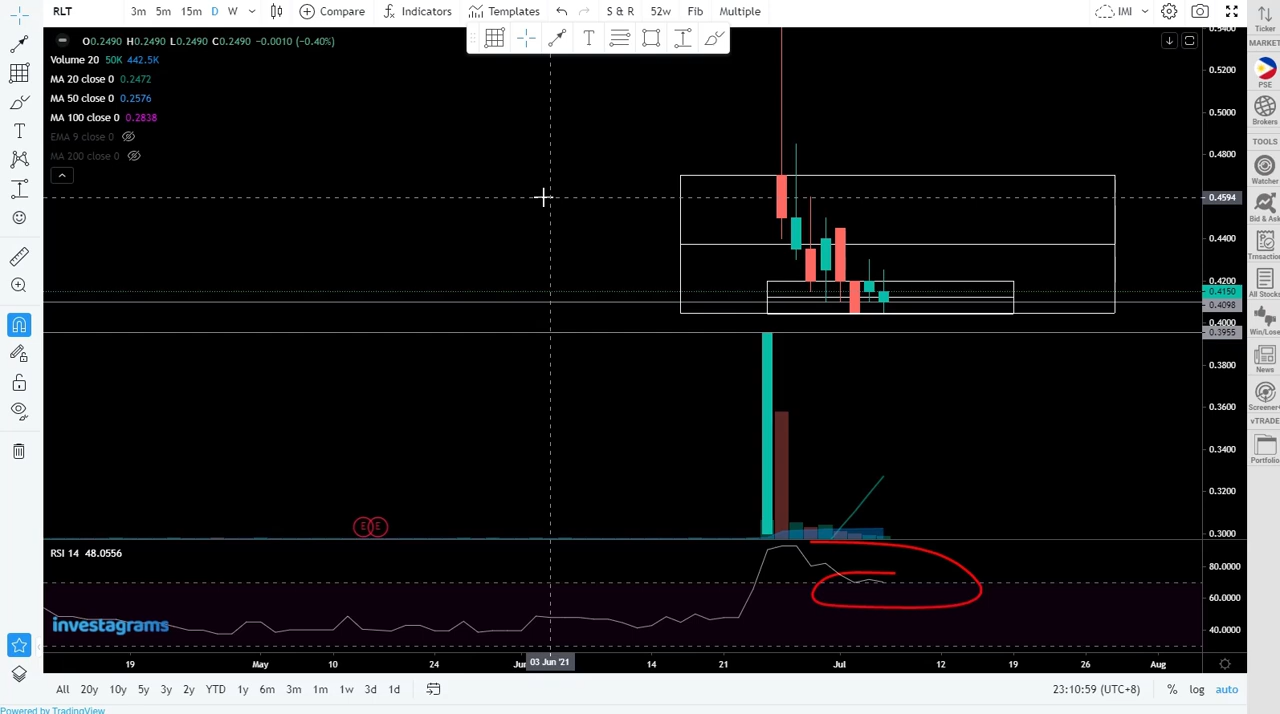 RLT 3m 5m 15m D W Compare Indicators Templates S & R 52w Fib Multiple IMI
Ticker
O0.2490 H0.2490 L0.2490 C0.2490 -0.0010 (-0.40%)
MARKET
Volume 20 50K 442.5K
MA 20 close 0 0.2472
MA 50 close 0 0.2576
MA 100 close 0 0.2838
EMA 9 close 0
MA 200 close 0
PSE
Brokers
TOOLS
Watcher
Bid & Ask
Trnsaction
All Stocks
Win/Lose
News
Screener+
vTRADE
Portfolio
0.5400
0.5200
0.5000
0.4800
0.4594
0.4400
0.4200
0.4150
0.4098
0.4000
0.3955
0.3800
0.3600
0.3400
0.3200
0.3000
E E
RSI 14 48.0556
80.0000
60.0000
40.0000
investagrams
19 May 10 24 Jun 03 Jun '21 14 21 Jul 12 19 26 Aug
All 20y 10y 5y 3y 2y YTD 1y 6m 3m 1m 1w 3d 1d 23:10:59 (UTC+8) % log auto
Powered by TradingView